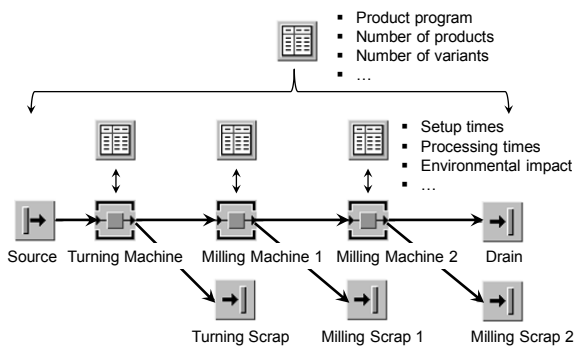 ▪ Product program
▪ Number of products
▪ Number of variants
▪ …
▪ Setup times
▪ Processing times
▪ Environmental impact
▪ …
Source
Turning Machine
Milling Machine 1
Milling Machine 2
Drain
Turning Scrap
Milling Scrap 1
Milling Scrap 2